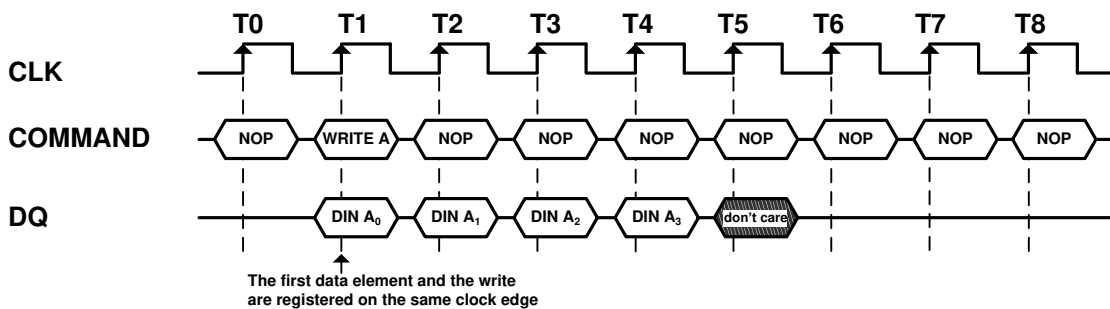 T0 T1 T2 T3 T4 T5 T6 T7 T8
CLK
COMMAND NOP WRITE A NOP NOP NOP NOP NOP NOP NOP
DQ DIN A₀ DIN A₁ DIN A₂ DIN A₃ don't care
The first data element and the write
are registered on the same clock edge